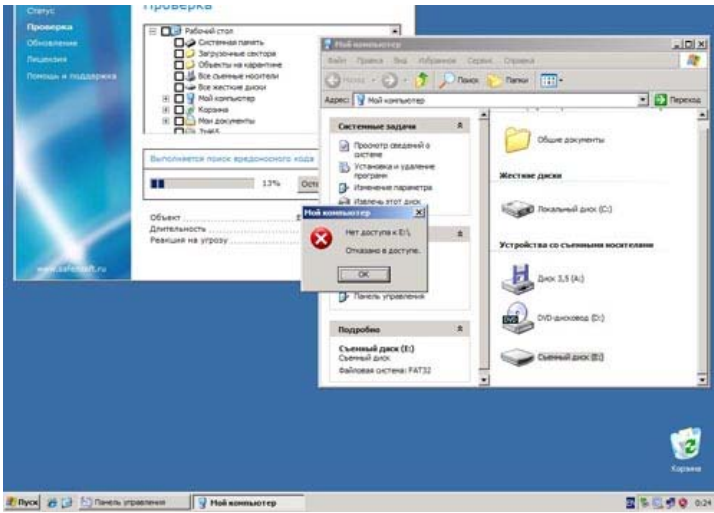 Статус
Проверка
Обновление
Лицензия
Помощь и поддержка
www.safensoft.ru
Проверка
Рабочий стол
Системная память
Загрузочные сектора
Объекты на карантине
Все съемные носители
Все жесткие диски
Мой компьютер
Корзина
Мои документы
Выполняется поиск вредоносного кода
13%
Объект
Длительность
Реакция на угрозу
Мой компьютер
Файл Правка Вид Избранное Сервис Справка
Назад Поиск Папки
Адрес: Мой компьютер Переход
Системные задачи
Просмотр сведений о системе
Установка и удаление программ
Изменение параметра
Извлечь этот диск
Панель управления
Подробно
Съемный диск (E:)
Съемный диск
Файловая система: FAT32
Общие документы
Жесткие диски
Локальный диск (C:)
Устройства со съемными носителями
Диск 3,5 (A:)
DVD-дисковод (D:)
Съемный диск (E:)
Мой компьютер
Нет доступа к E:\.
Отказано в доступе.
OK
Корзина
Пуск
Панель управления
Мой компьютер
0:24